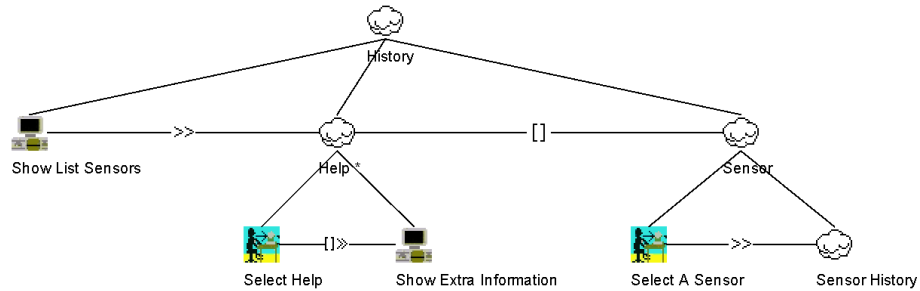 History
>> []
Show List Sensors Help * Sensor
[]>> >>
Select Help Show Extra Information Select A Sensor Sensor History